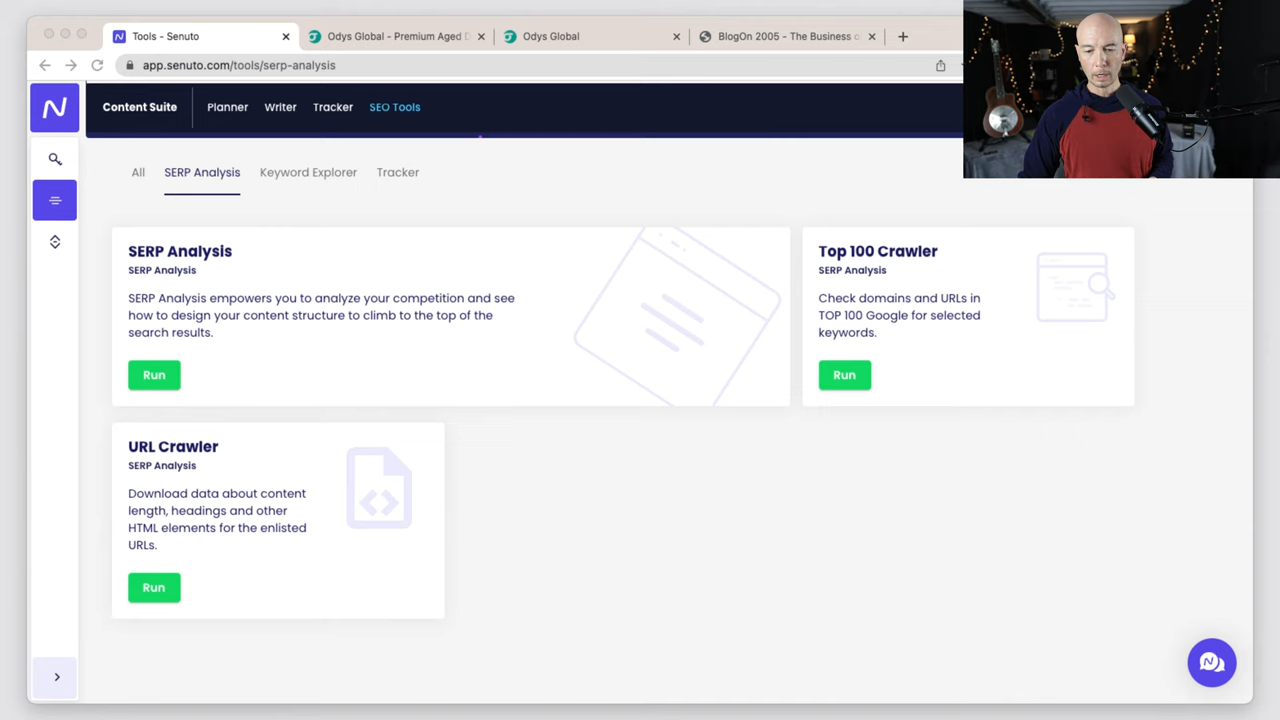 Tools - Senuto
Odys Global - Premium Aged D
Odys Global
BlogOn 2005 - The Business o
app.senuto.com/tools/serp-analysis
N
Content Suite
Planner
Writer
Tracker
SEO Tools
All
SERP Analysis
Keyword Explorer
Tracker
SERP Analysis
SERP Analysis
SERP Analysis empowers you to analyze your competition and see
how to design your content structure to climb to the top of the
search results.
Run
Top 100 Crawler
SERP Analysis
Check domains and URLs in
TOP 100 Google for selected
keywords.
Run
URL Crawler
SERP Analysis
Download data about content
length, headings and other
HTML elements for the enlisted
URLs.
Run